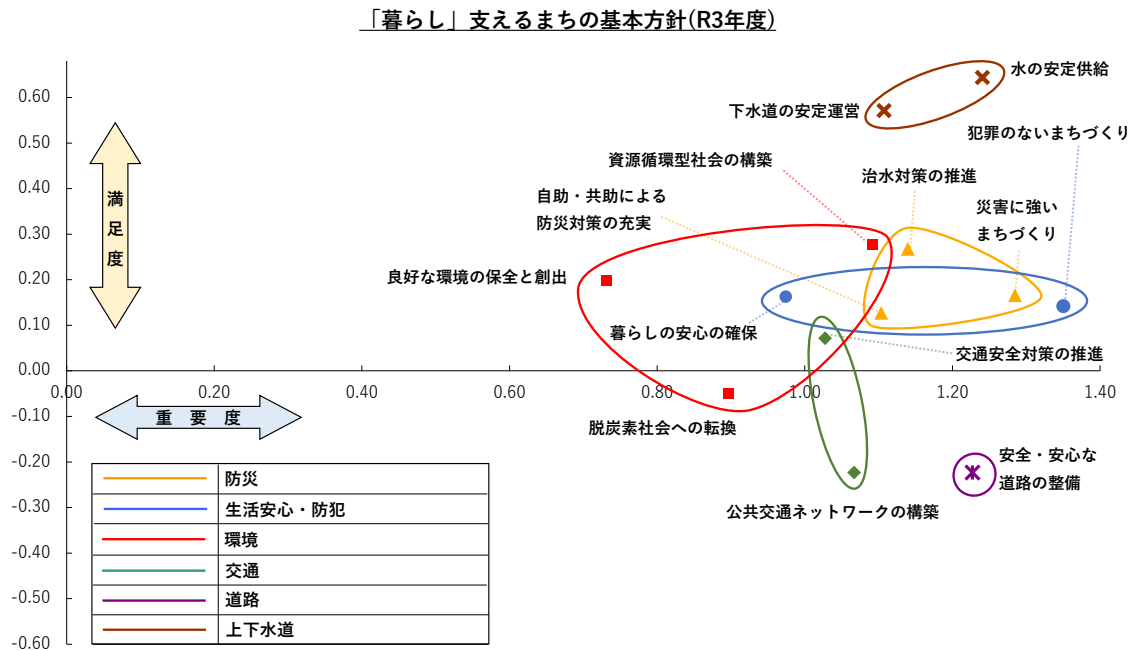 「暮らし」支えるまちの基本方針(R3年度)
0.60
0.50
0.40
0.30
0.20
0.10
0.00
-0.10
-0.20
-0.30
-0.40
-0.50
-0.60
0.00
0.20
0.40
0.60
0.80
1.00
1.20
1.40
満足度
重要度
水の安定供給
下水道の安定運営
犯罪のないまちづくり
資源循環型社会の構築
治水対策の推進
自助・共助による
防災対策の充実
災害に強い
まちづくり
良好な環境の保全と創出
暮らしの安心の確保
交通安全対策の推進
脱炭素社会への転換
安全・安心な
道路の整備
公共交通ネットワークの構築
防災
生活安心・防犯
環境
交通
道路
上下水道